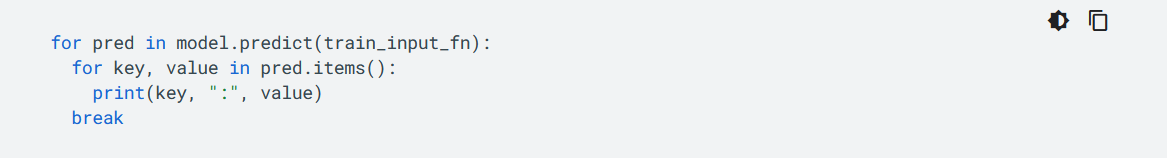 for pred in model.predict(train_input_fn):
  for key, value in pred.items():
    print(key, ":", value)
  break